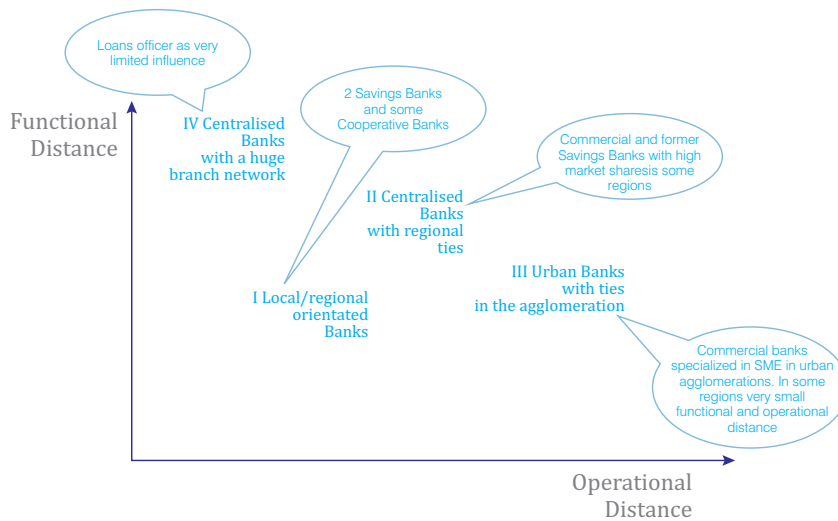 Loans officer as very
limited influence
Functional
Distance
IV Centralised
Banks
with a huge
branch network
2 Savings Banks
and some
Cooperative Banks
Commercial and former
Savings Banks with high
market sharesis some
regions
II Centralised
Banks
with regional
ties
I Local/regional
orientated
Banks
III Urban Banks
with ties
in the agglomeration
Commercial banks
specialized in SME in urban
agglomerations. In some
regions very small
functional and operational
distance
Operational
Distance